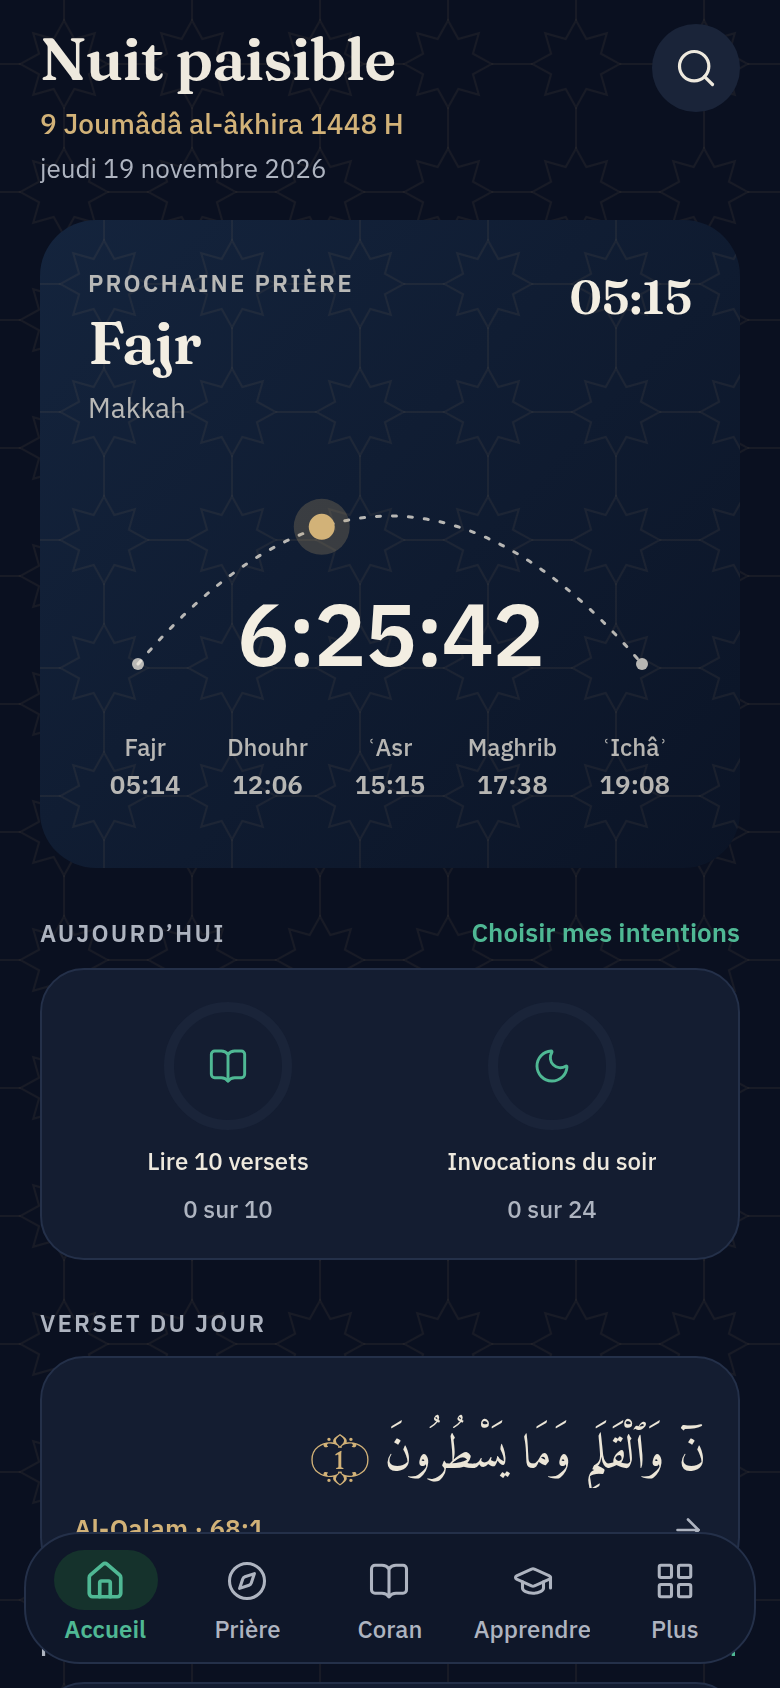 Nuit paisible
9 Joumâdâ al-âkhira 1448 H
jeudi 19 novembre 2026
PROCHAINE PRIÈRE
05:15
Fajr
Makkah
6:25:42
Fajr Dhouhr ʿAsr Maghrib ʿIchâʾ
05:14 12:06 15:15 17:38 19:08
AUJOURD’HUI
Choisir mes intentions
Lire 10 versets
0 sur 10
Invocations du soir
0 sur 24
VERSET DU JOUR
نٓ وَٱلْقَلَمِ وَمَا يَسْطُرُونَ 1
Al-Qalam · 68:1
Accueil Prière Coran Apprendre Plus